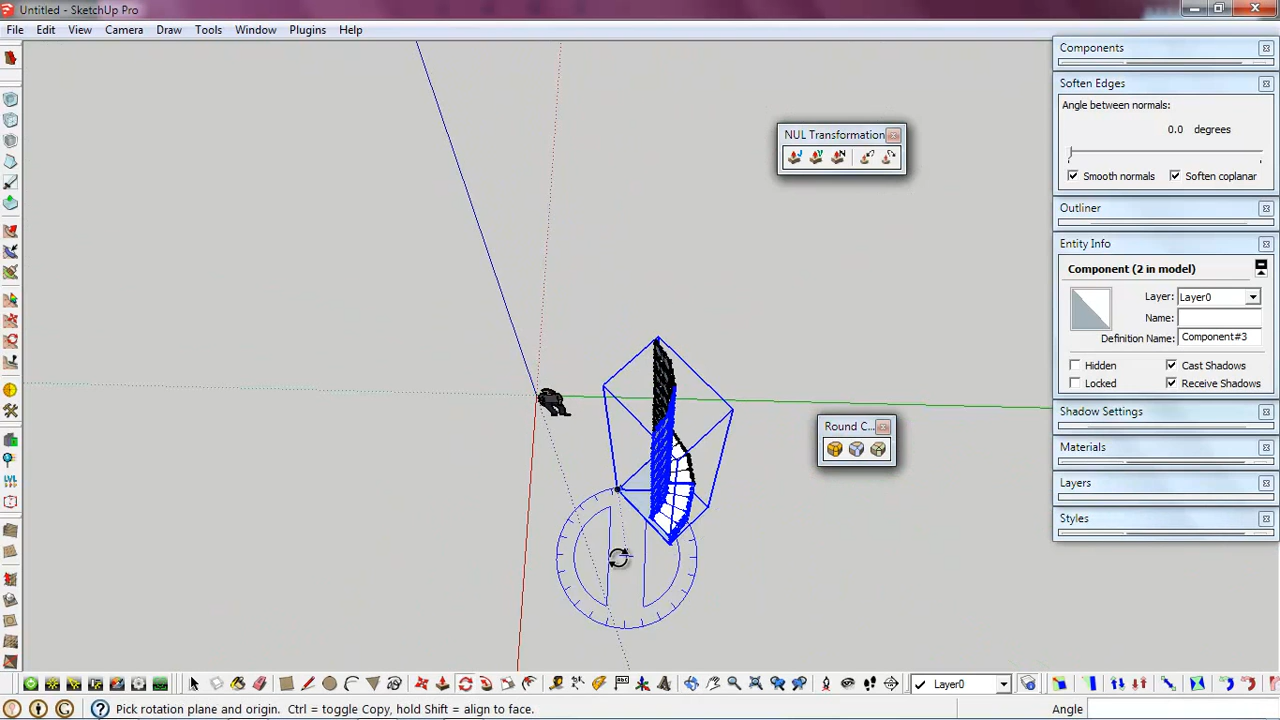 Untitled - SketchUp Pro
File Edit View Camera Draw Tools Window Plugins Help
Components
Soften Edges
Angle between normals:
0.0 degrees
Smooth normals Soften coplanar
NUL Transformation
Outliner
Entity Info
Component (2 in model)
Layer: Layer0
Name:
Definition Name: Component#3
Hidden Cast Shadows
Locked Receive Shadows
Shadow Settings
Round C...
Materials
Layers
LVL
Styles
Layer0
Pick rotation plane and origin. Ctrl = toggle Copy, hold Shift = align to face.
Angle